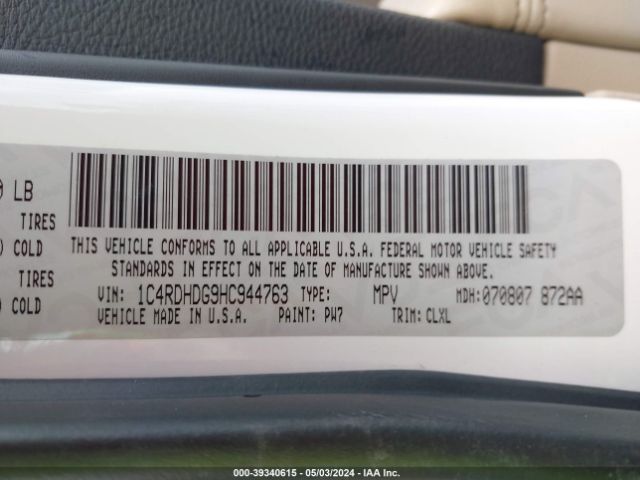 LB
TIRES
COLD
TIRES
COLD
THIS VEHICLE CONFORMS TO ALL APPLICABLE U.S.A. FEDERAL MOTOR VEHICLE SAFETY
STANDARDS IN EFFECT ON THE DATE OF MANUFACTURE SHOWN ABOVE.
VIN: 1C4RDHDG9HC944763 TYPE: MPV MDH:070807 872AA
VEHICLE MADE IN U.S.A. PAINT: PW7 TRIM: CLXL
000-39340615 - 05/03/2024 - IAA Inc.